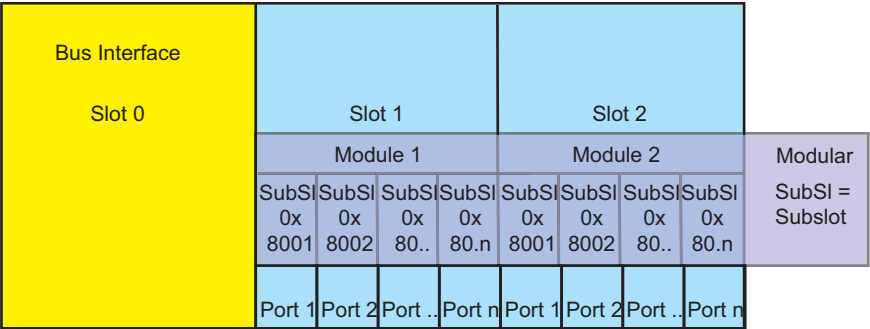 Bus Interface
Slot 0 Slot 1 Slot 2
Module 1 Module 2 Modular
SubSl SubSl SubSl SubSl SubSl SubSl SubSl SubSl SubSl =
0x 0x 0x 0x 0x 0x 0x 0x Subslot
8001 8002 80.. 80.n 8001 8002 80.. 80.n
Port 1 Port 2 Port .. Port n Port 1 Port 2 Port .. Port n